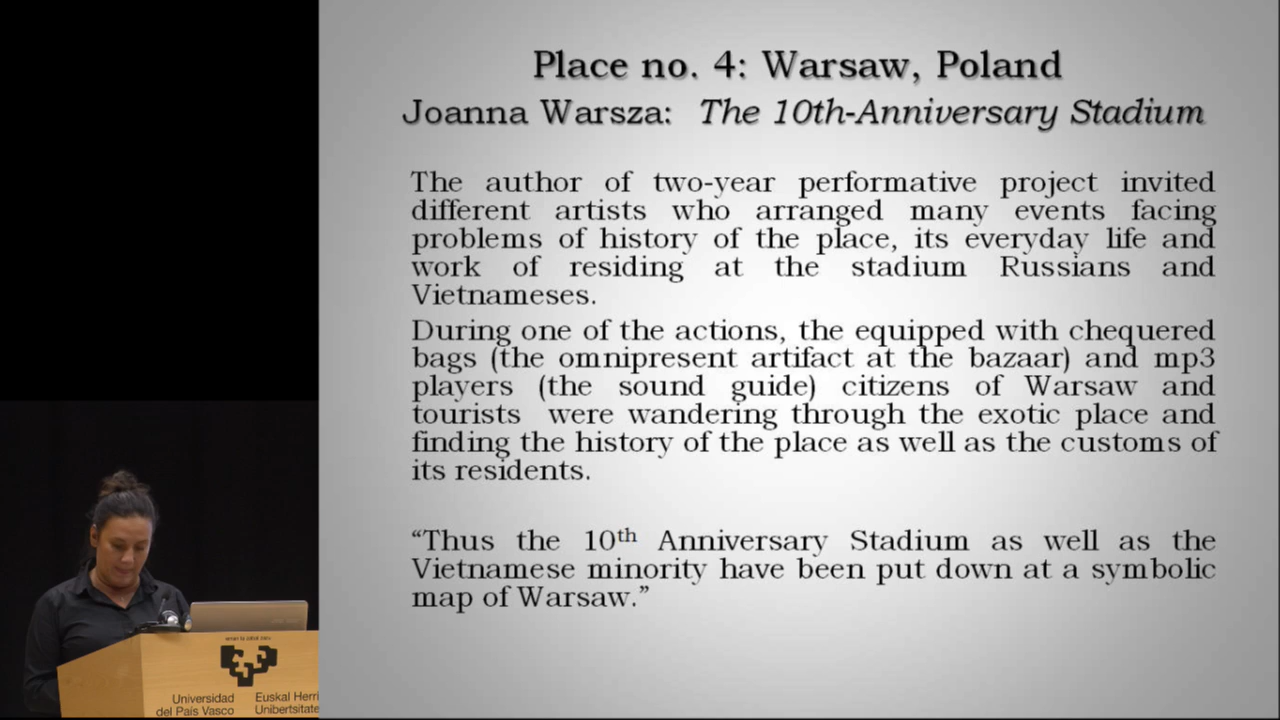 Place no. 4: Warsaw, Poland
Joanna Warsza: The 10th-Anniversary Stadium
The author of two-year performative project invited
different artists who arranged many events facing
problems of history of the place, its everyday life and
work of residing at the stadium Russians and
Vietnameses.
During one of the actions, the equipped with chequered
bags (the omnipresent artifact at the bazaar) and mp3
players (the sound guide) citizens of Warsaw and
tourists were wandering through the exotic place and
finding the history of the place as well as the customs of
its residents.
“Thus the 10th Anniversary Stadium as well as the
Vietnamese minority have been put down at a symbolic
map of Warsaw.”
Universidad
del País Vasco
Euskal Herri
Unibertsitate